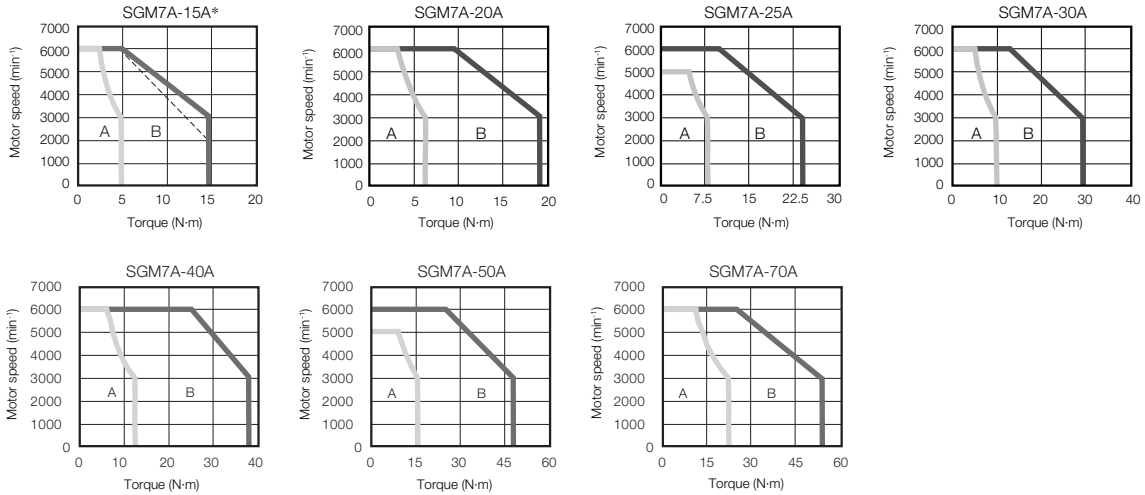 SGM7A-15A*
Motor speed (min-1)
7000
6000
5000
4000
3000
2000
1000
0
A
B
0 5 10 15 20
Torque (N·m)
SGM7A-20A
Motor speed (min-1)
7000
6000
5000
4000
3000
2000
1000
0
A
B
0 5 10 15 20
Torque (N·m)
SGM7A-25A
Motor speed (min-1)
7000
6000
5000
4000
3000
2000
1000
0
A
B
0 7.5 15 22.5 30
Torque (N·m)
SGM7A-30A
Motor speed (min-1)
7000
6000
5000
4000
3000
2000
1000
0
A
B
0 10 20 30 40
Torque (N·m)
SGM7A-40A
Motor speed (min-1)
7000
6000
5000
4000
3000
2000
1000
0
A
B
0 10 20 30 40
Torque (N·m)
SGM7A-50A
Motor speed (min-1)
7000
6000
5000
4000
3000
2000
1000
0
A
B
0 15 30 45 60
Torque (N·m)
SGM7A-70A
Motor speed (min-1)
7000
6000
5000
4000
3000
2000
1000
0
A
B
0 15 30 45 60
Torque (N·m)